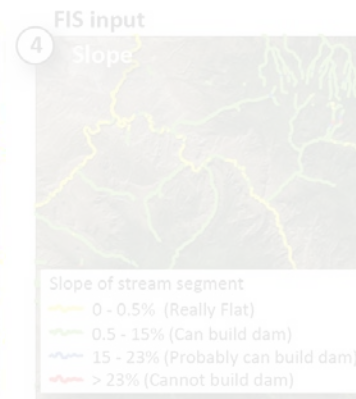 FIS input
4
Slope
Slope of stream segment
0 - 0.5% (Really Flat)
0.5 - 15% (Can build dam)
15 - 23% (Probably can build dam)
> 23% (Cannot build dam)